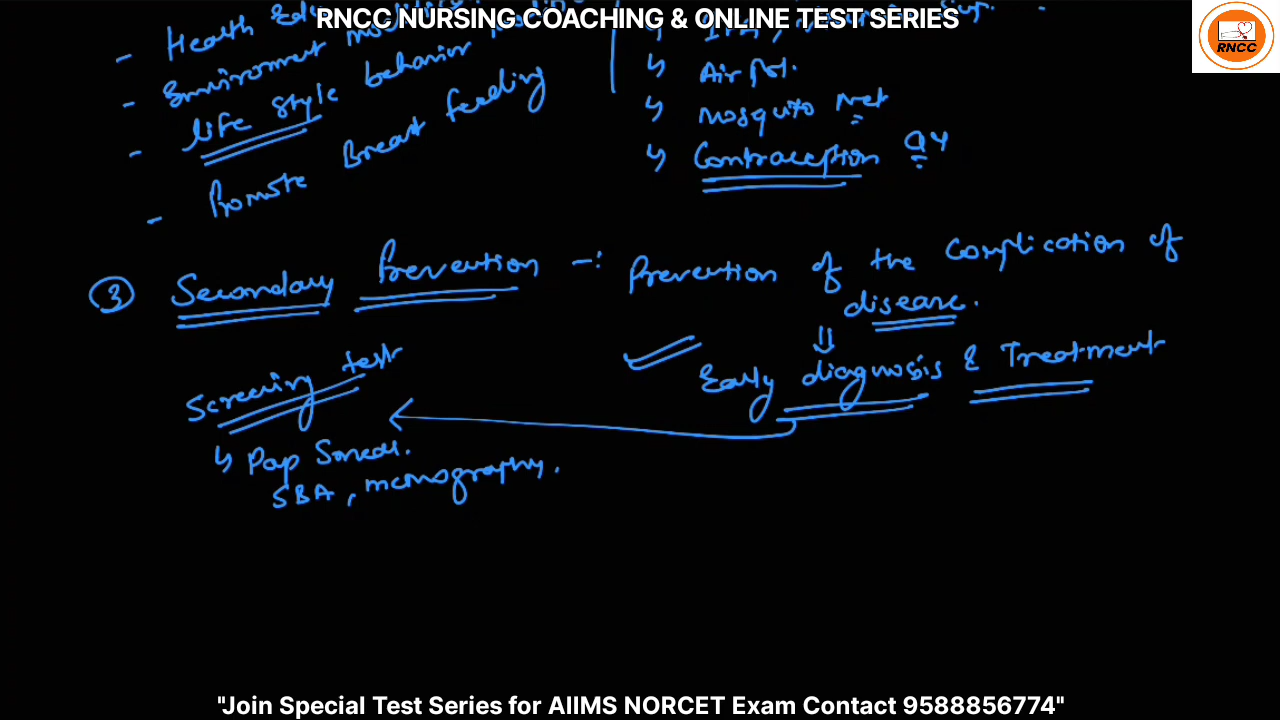 RNCC NURSING COACHING & ONLINE TEST SERIES
RNCC
- Health
- Environment
- life style behavior
- Promote Breast feeding
↳ Air Pol.
↳ Mosquito Net
↳ Contraception
③ Secondary Prevention -: Prevention of the Complication of
disease.
⇓
Early diagnosis & Treatment
Screening test
↳ Pap Smear.
SBA, memography.
"Join Special Test Series for AIIMS NORCET Exam Contact 9588856774"